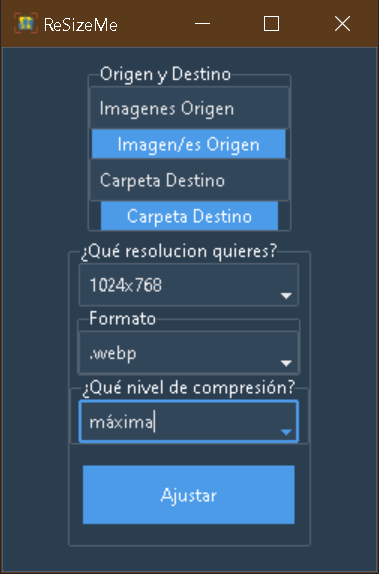 ReSizeMe
Origen y Destino
Imagenes Origen
Imagen/es Origen
Carpeta Destino
Carpeta Destino
¿Qué resolucion quieres?
1024x768
Formato
.webp
¿Qué nivel de compresión?
máxima
Ajustar